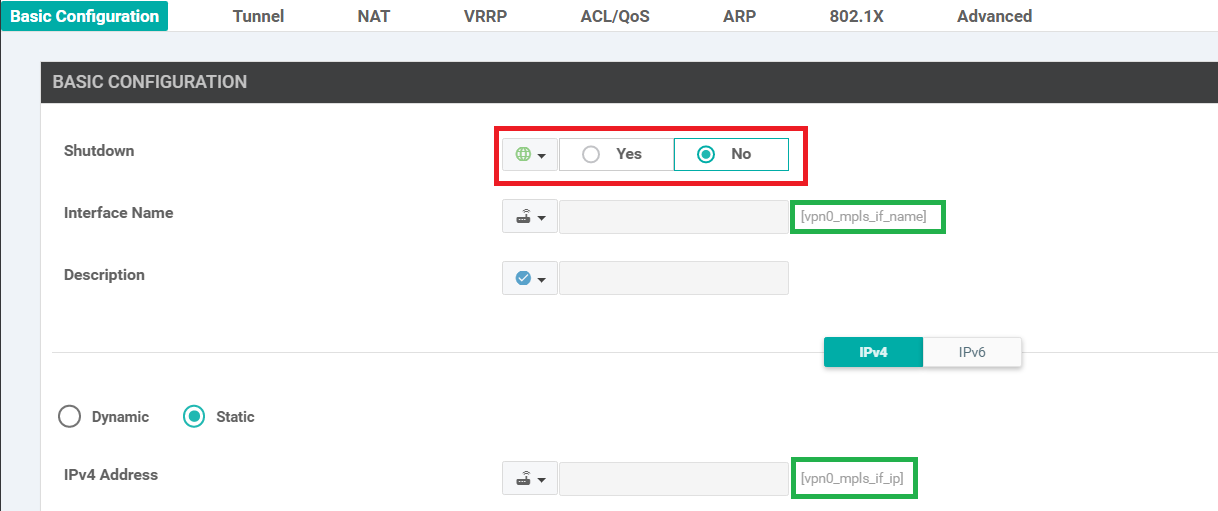 Basic Configuration Tunnel NAT VRRP ACL/QoS ARP 802.1X Advanced
BASIC CONFIGURATION
Shutdown Yes No
Interface Name [vpn0_mpls_if_name]
Description
IPv4 IPv6
Dynamic Static
IPv4 Address [vpn0_mpls_if_ip]